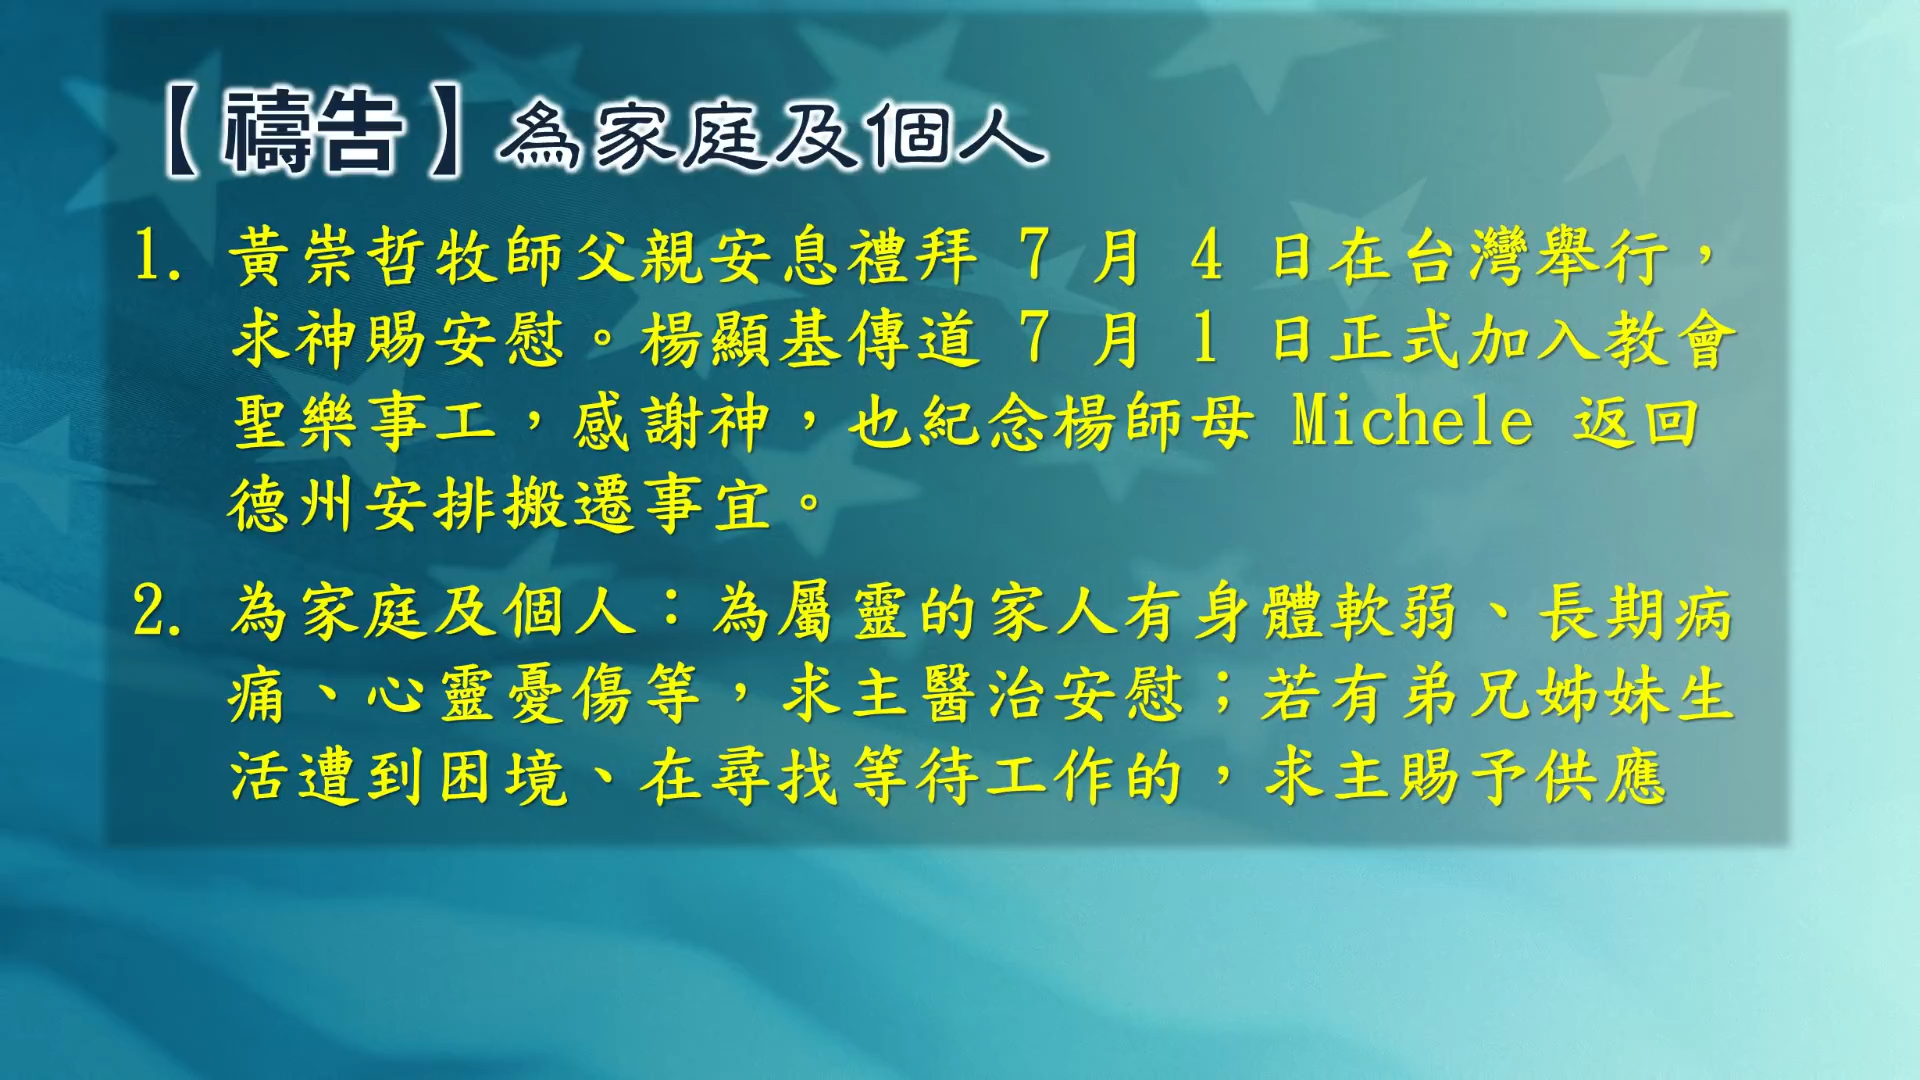 【禱告】為家庭及個人
1. 黃崇哲牧師父親安息禮拜 7 月 4 日在台灣舉行，
求神賜安慰。楊顯基傳道 7 月 1 日正式加入教會
聖樂事工，感謝神，也紀念楊師母 Michele 返回
德州安排搬遷事宜。
2. 為家庭及個人：為屬靈的家人有身體軟弱、長期病
痛、心靈憂傷等，求主醫治安慰；若有弟兄姊妹生
活遭到困境、在尋找等待工作的，求主賜予供應